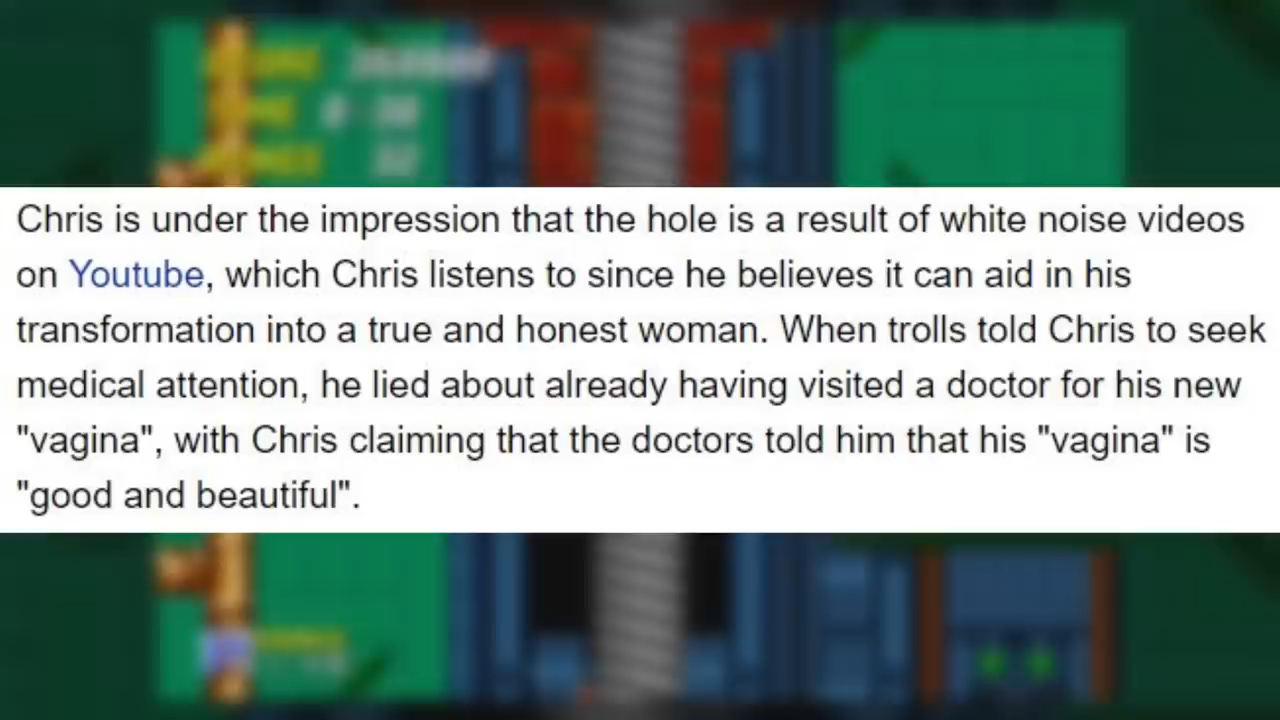 Chris is under the impression that the hole is a result of white noise videos
on Youtube, which Chris listens to since he believes it can aid in his
transformation into a true and honest woman. When trolls told Chris to seek
medical attention, he lied about already having visited a doctor for his new
"vagina", with Chris claiming that the doctors told him that his "vagina" is
"good and beautiful".